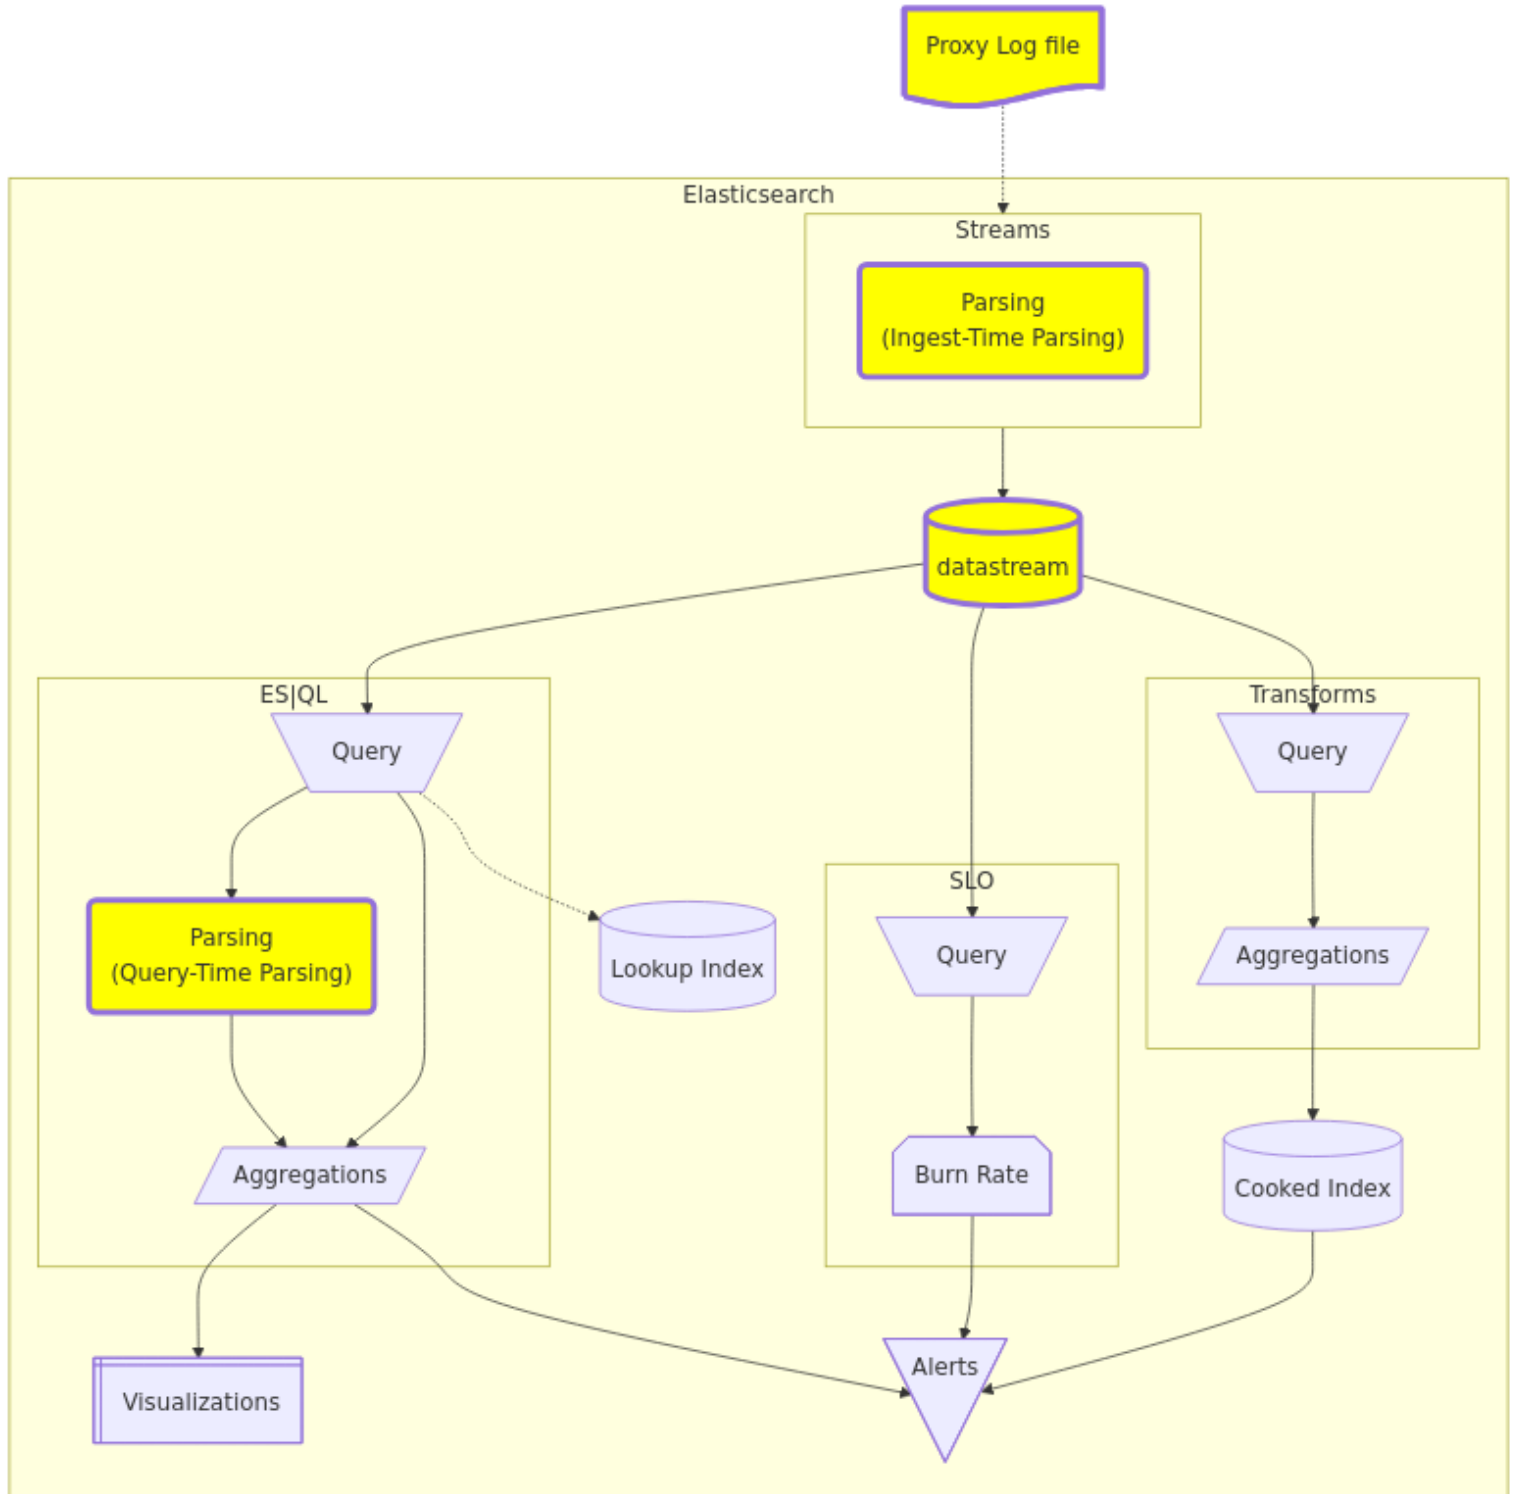 Proxy Log file
Elasticsearch
Streams
Parsing
(Ingest-Time Parsing)
datastream
ES|QL
Transforms
Query
Query
SLO
Parsing
(Query-Time Parsing)
Lookup Index
Query
Aggregations
Aggregations
Burn Rate
Cooked Index
Alerts
Visualizations